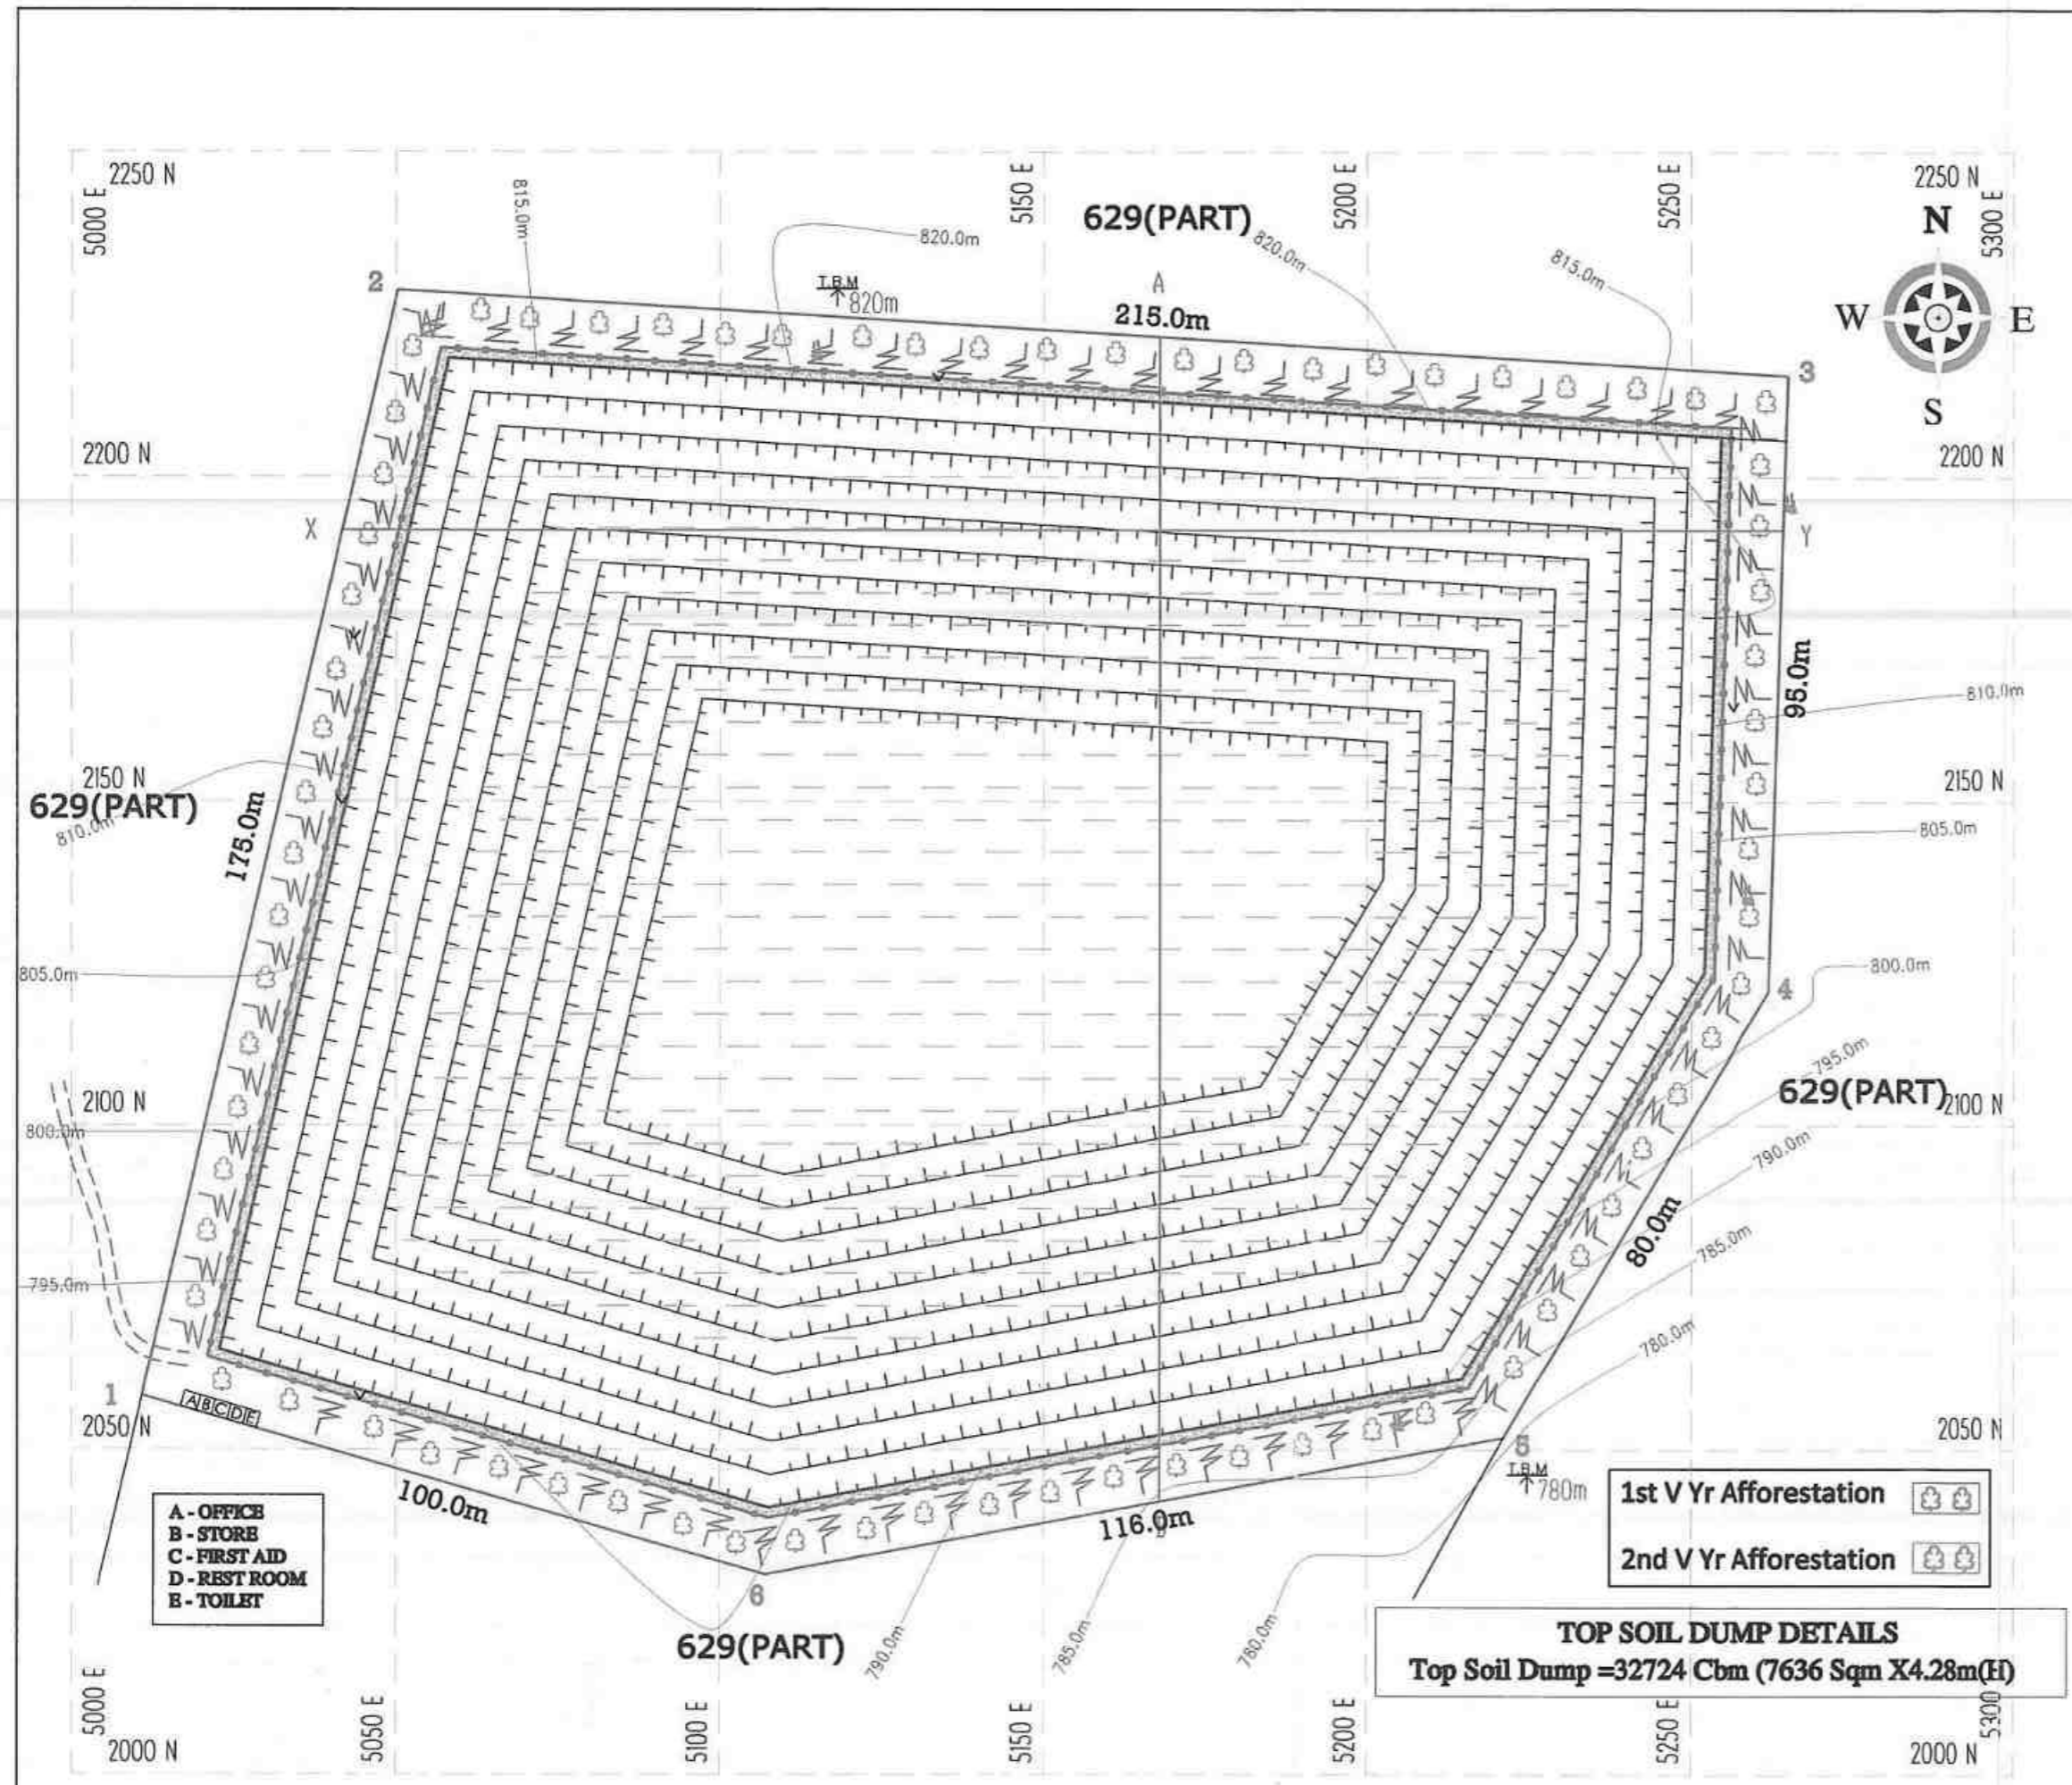 2250 N
5000 E
815.0m
820.0m
5150 E
629(PART)
820.0m
5200 E
815.0m
5250 E
2250 N
5300 E
N
W
E
S
2
T.B.M
820m
A
215.0m
3
2200 N
2200 N
X
Y
95.0m
810.0m
2150 N
2150 N
629(PART)
810.0m
175.0m
805.0m
805.0m
800.0m
4
795.0m
629(PART)
2100 N
2100 N
800.0m
790.0m
80.0m
785.0m
795.0m
780.0m
1
A B C D E
2050 N
2050 N
5
T.B.M
780m
100.0m
116.0m
6
A - OFFICE
B - STORE
C - FIRST AID
D - REST ROOM
E - TOILET
1st V Yr Afforestation
2nd V Yr Afforestation
629(PART)
790.0m
785.0m
780.0m
TOP SOIL DUMP DETAILS
Top Soil Dump =32724 Cbm (7636 Sqm X4.28m(H)
5000 E
5050 E
5100 E
5150 E
5200 E
5250 E
5300
2000 N
2000 N